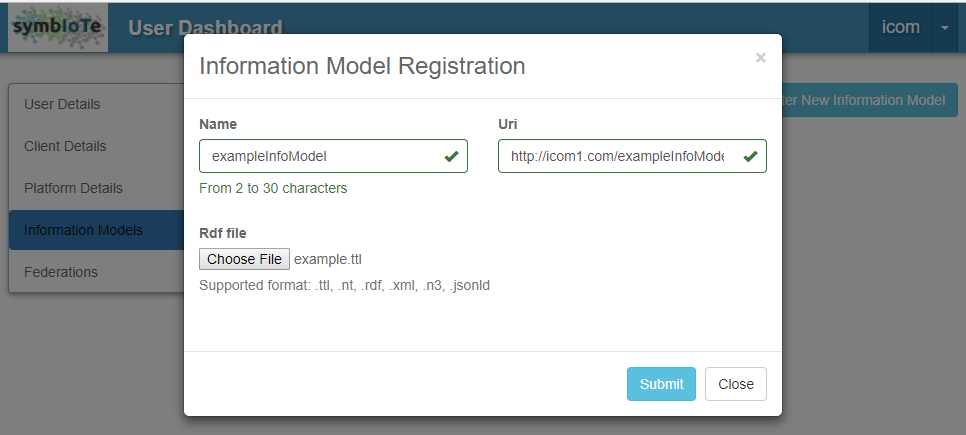 symbIoTe
User Dashboard
icom
Information Model Registration
×
User Details
Client Details
Platform Details
Information Models
Federations
New Information Model
Name
Uri
exampleInfoModel
http://icom1.com/exampleInfoMode
From 2 to 30 characters
Rdf file
Choose File example.ttl
Supported format: .ttl, .nt, .rdf, .xml, .n3, .jsonld
Submit
Close